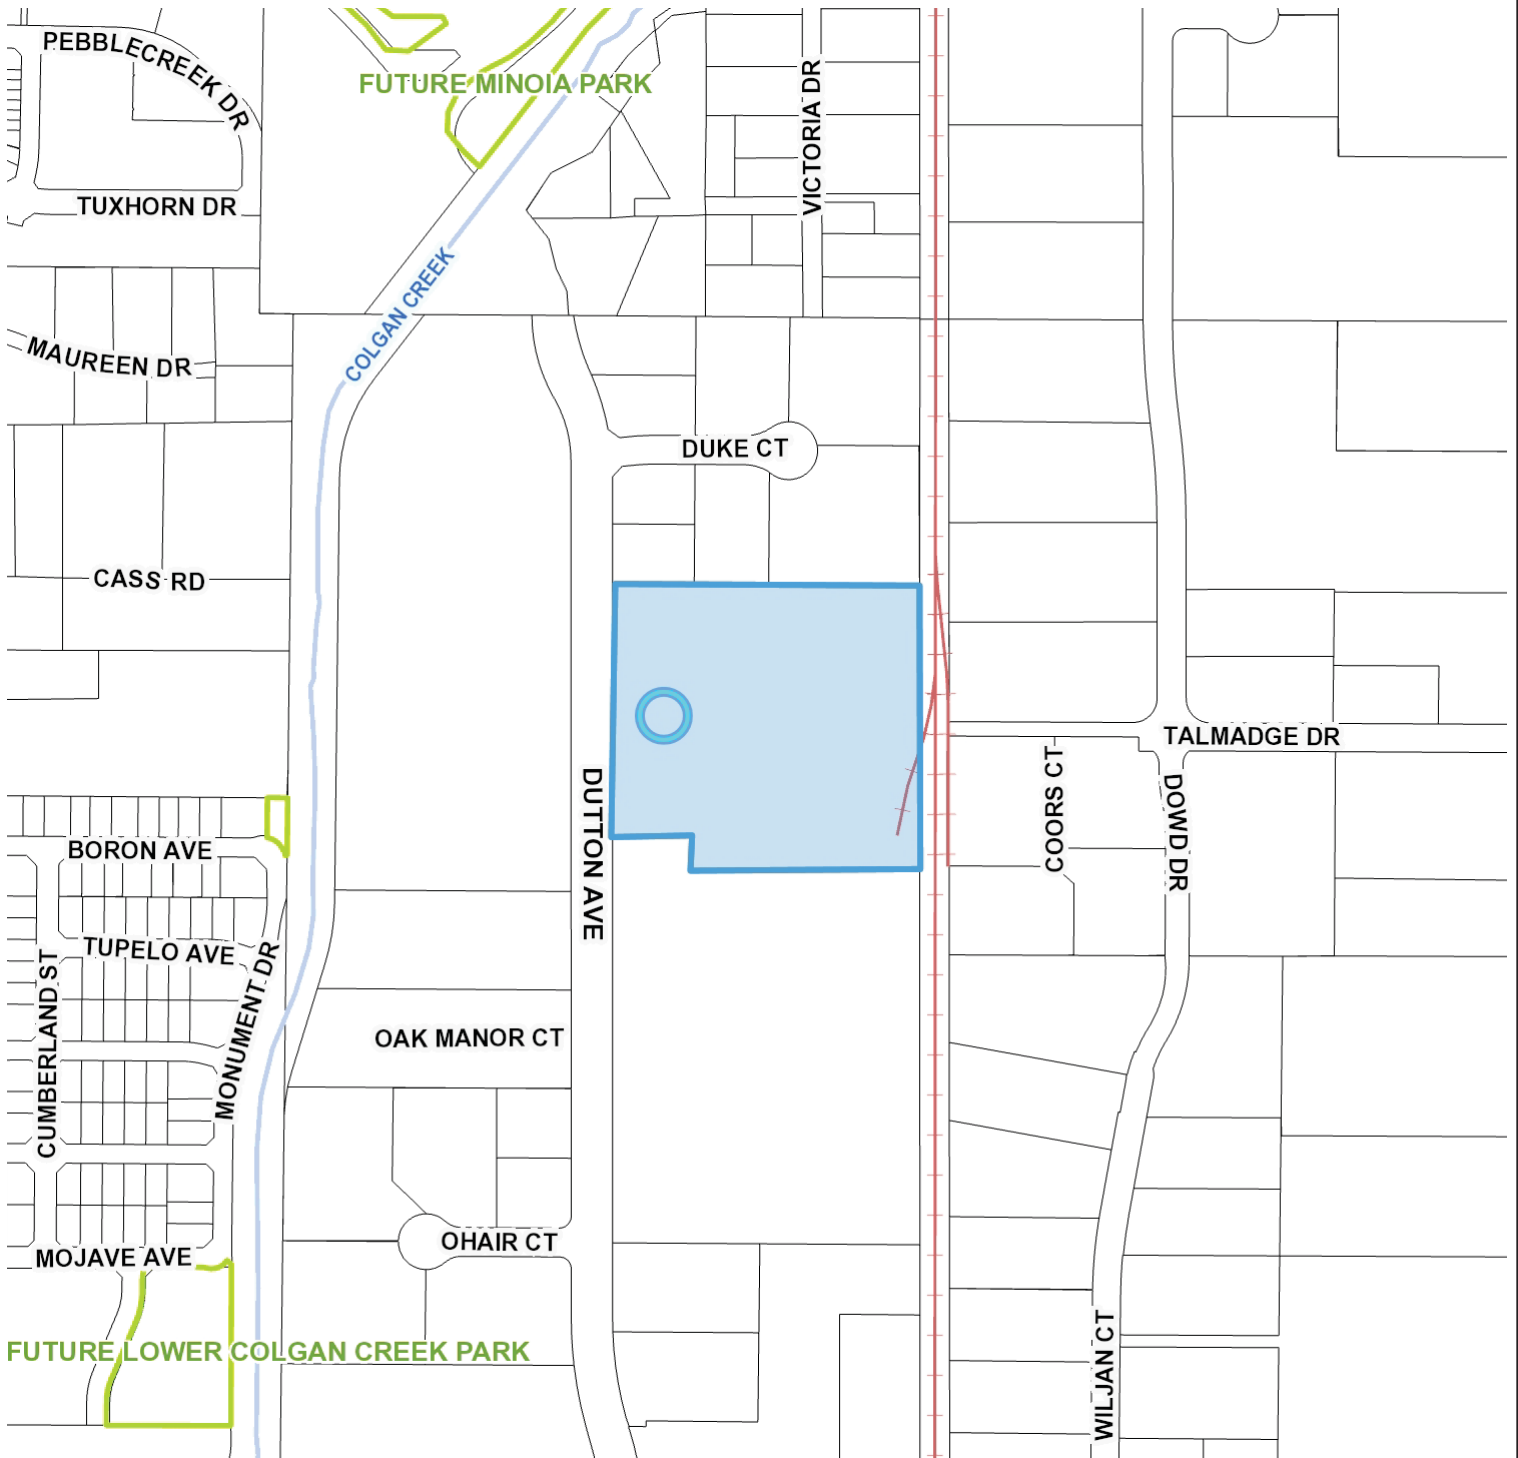 PEBBLECREEK DR
FUTURE MINOIA PARK
VICTORIA DR
TUXHORN DR
COLGAN CREEK
MAUREEN DR
DUKE CT
CASS RD
TALMADGE DR
COORS CT
DOWD DR
DUTTON AVE
BORON AVE
TUPELO AVE
CUMBERLAND ST
MONUMENT DR
OAK MANOR CT
OHAIR CT
MOJAVE AVE
FUTURE LOWER COLGAN CREEK PARK
WILJAN CT